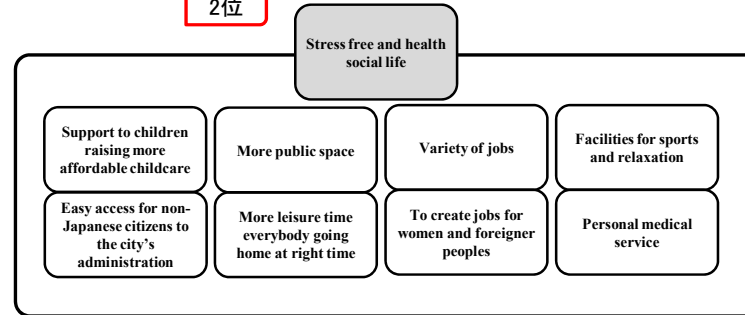 2位
Stress free and health
social life
Support to children
raising more
affordable childcare
More public space
Variety of jobs
Facilities for sports
and relaxation
Easy access for non-
Japanese citizens to
the city's
administration
More leisure time
everybody going
home at right time
To create jobs for
women and foreigner
peoples
Personal medical
service